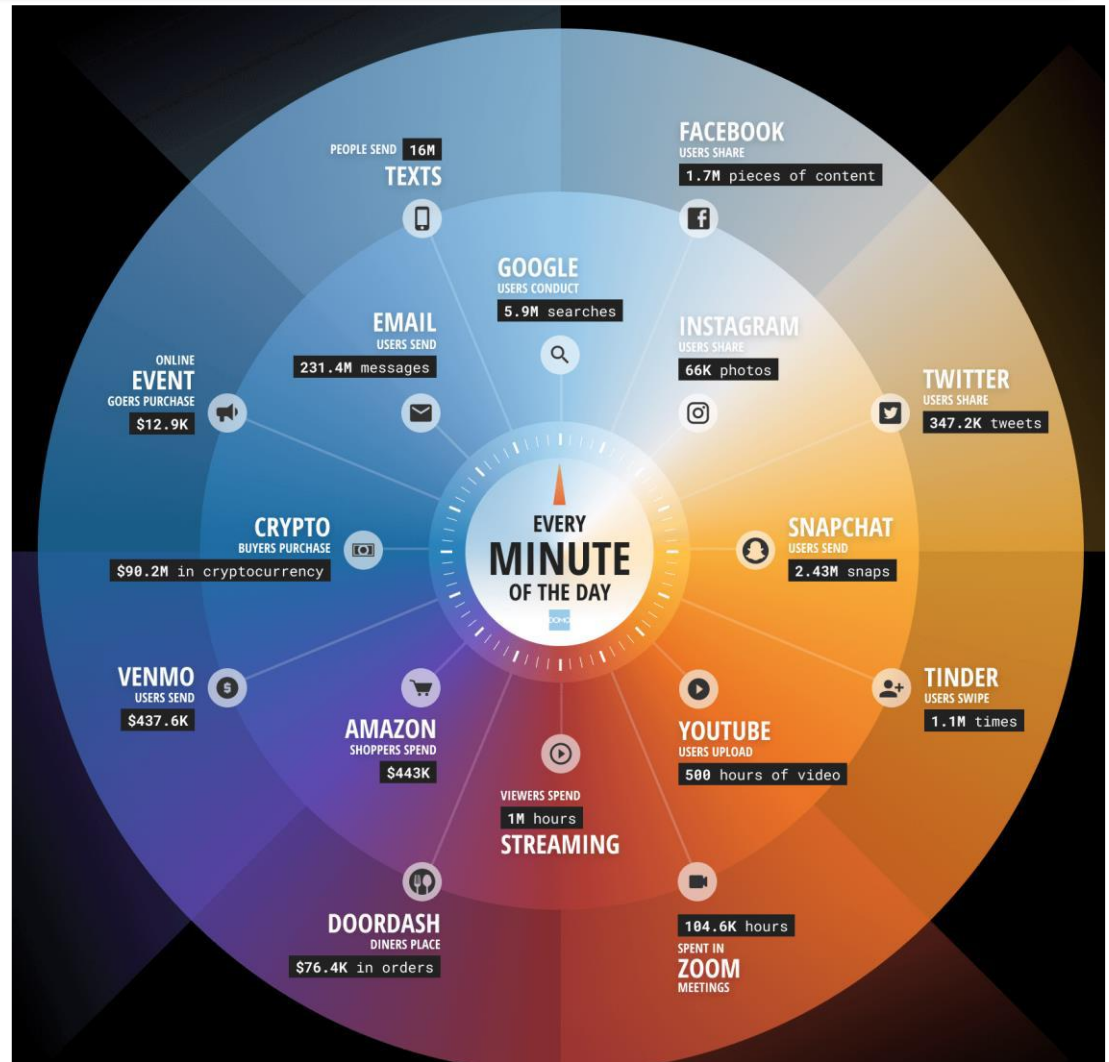 FACEBOOK
USERS SHARE
1.7M pieces of content
PEOPLE SEND 16M
TEXTS
GOOGLE
USERS CONDUCT
5.9M searches
EMAIL
USERS SEND
231.4M messages
INSTAGRAM
USERS SHARE
66K photos
ONLINE
EVENT
GOERS PURCHASE
$12.9K
TWITTER
USERS SHARE
347.2K tweets
CRYPTO
BUYERS PURCHASE
$90.2M in cryptocurrency
EVERY
MINUTE
OF THE DAY
DOMO
SNAPCHAT
USERS SEND
2.43M snaps
VENMO
USERS SEND
$437.6K
AMAZON
SHOPPERS SPEND
$443K
VIEWERS SPEND
1M hours
STREAMING
YOUTUBE
USERS UPLOAD
500 hours of video
TINDER
USERS SWIPE
1.1M times
DOORDASH
DINERS PLACE
$76.4K in orders
104.6K hours
SPENT IN
ZOOM
MEETINGS